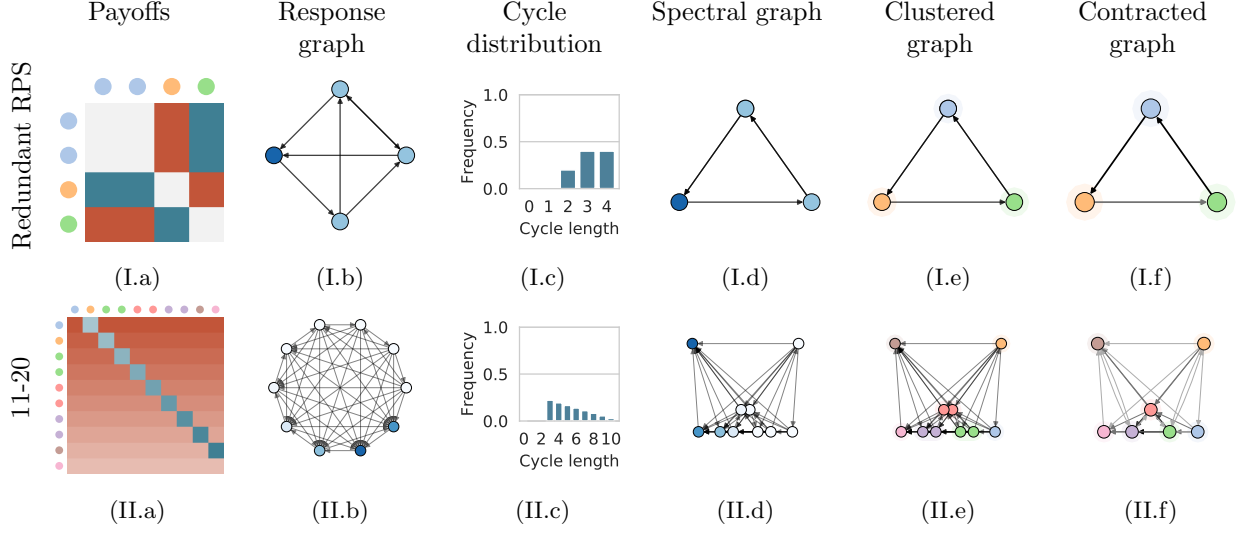 Payoffs
Response
graph
Cycle
distribution
Spectral graph
Clustered
graph
Contracted
graph
Redundant RPS
1.0
0.5
0.0
Frequency
0 1 2 3 4
Cycle length
(I.a)
(I.b)
(I.c)
(I.d)
(I.e)
(I.f)
11-20
1.0
0.5
0.0
Frequency
0 2 4 6 8 10
Cycle length
(II.a)
(II.b)
(II.c)
(II.d)
(II.e)
(II.f)